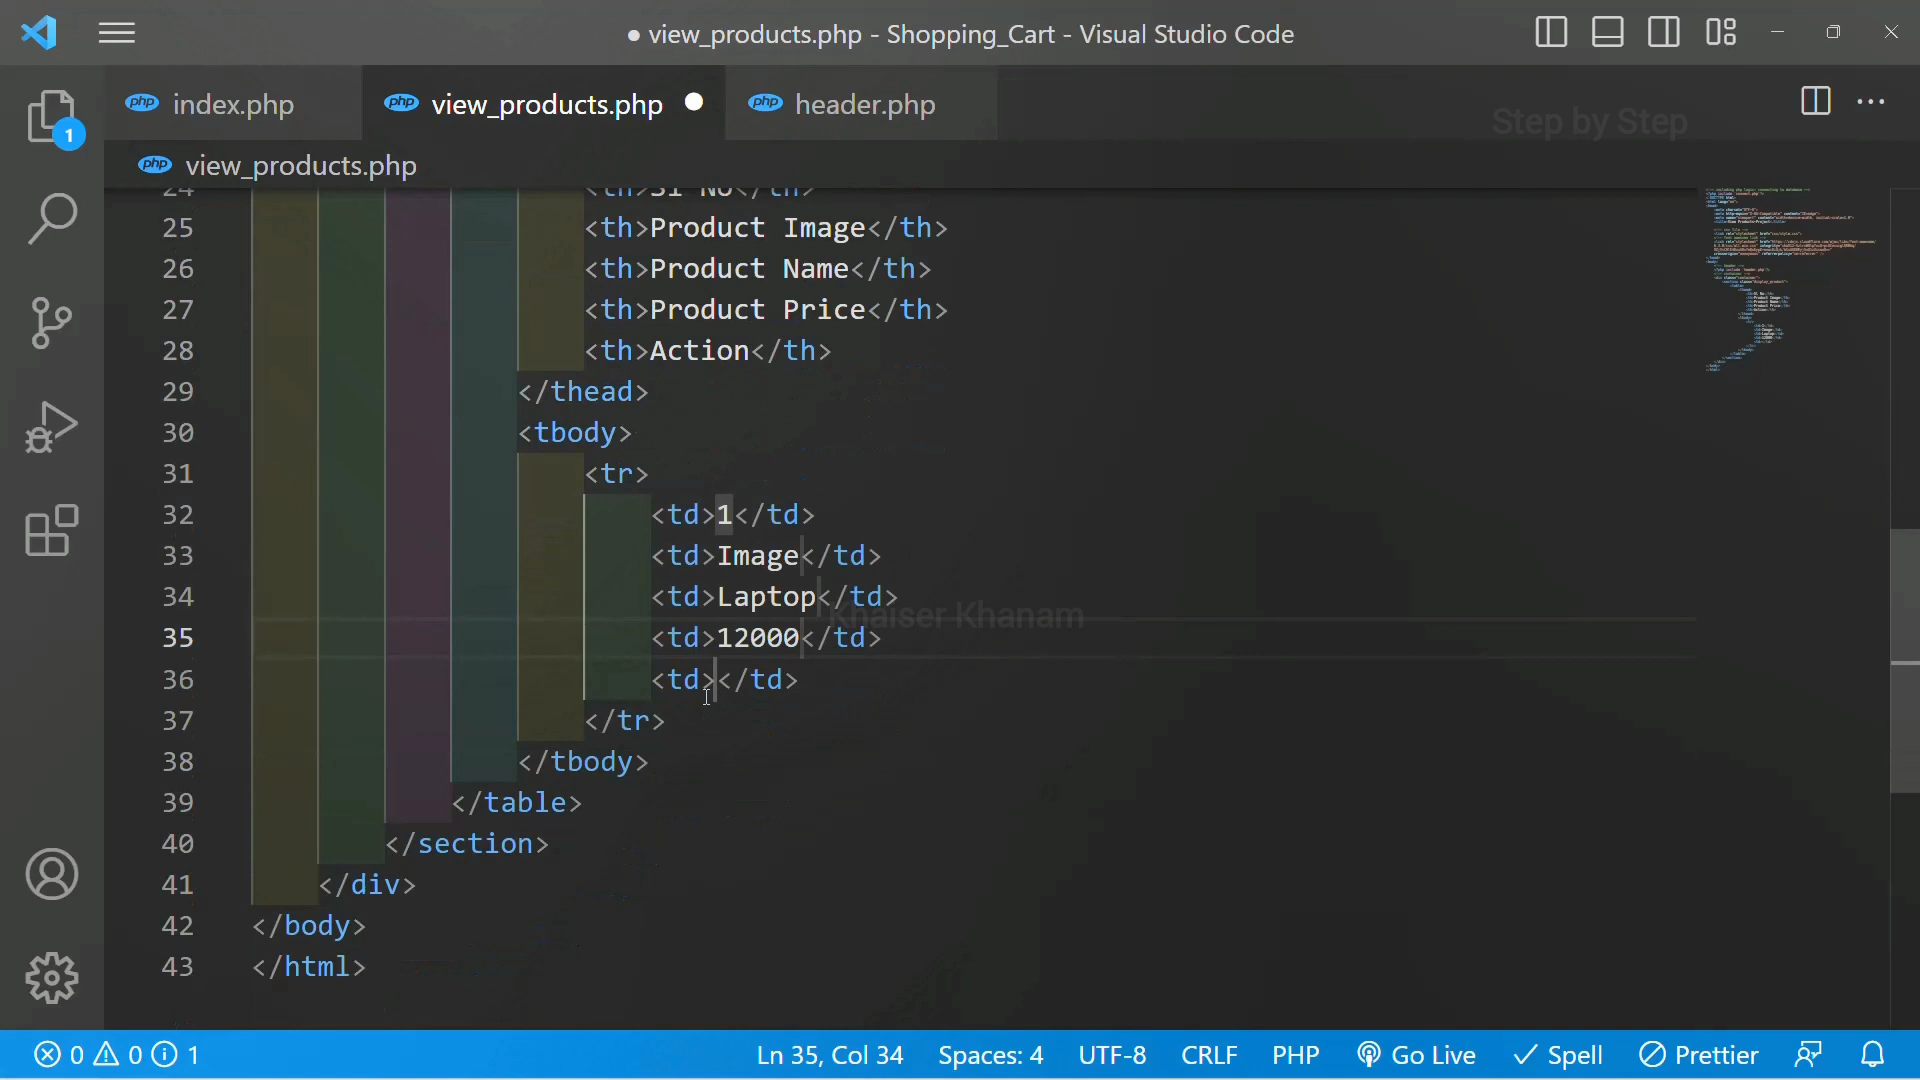 view_products.php - Shopping_Cart - Visual Studio Code
php index.php
php view_products.php
php header.php
Step by Step
php view_products.php
1
24 <th>Sl No</th>
25 <th>Product Image</th>
26 <th>Product Name</th>
27 <th>Product Price</th>
28 <th>Action</th>
29 </thead>
30 <tbody>
31 <tr>
32 <td>1</td>
33 <td>Image</td>
34 <td>Laptop</td>
Khaiser Khanam
35 <td>12000</td>
36 <td></td>
37 </tr>
38 </tbody>
39 </table>
40 </section>
41 </div>
42 </body>
43 </html>
0 0 1 Ln 35, Col 34 Spaces: 4 UTF-8 CRLF PHP Go Live Spell Prettier